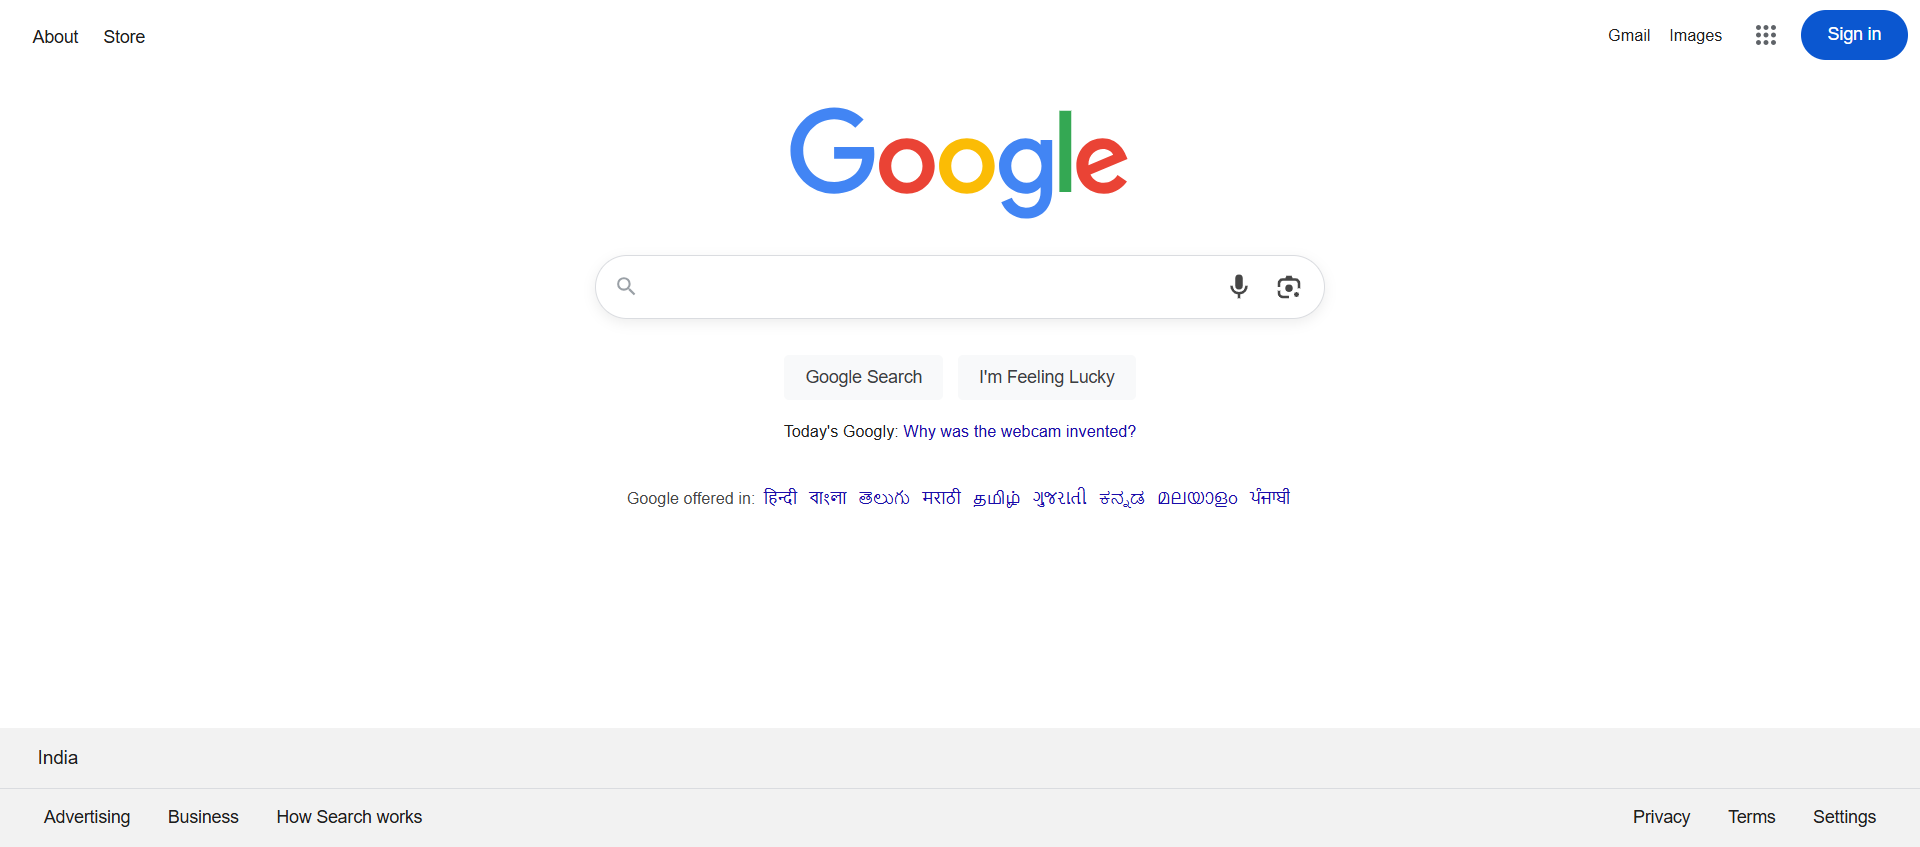 About Store Gmail Images Sign in
Google
Google Search I'm Feeling Lucky
Today's Googly: Why was the webcam invented?
Google offered in: हिन्दी বাংলা తెలుగు मराठी தமிழ் ગુજરાતી ಕನ್ನಡ മലയാളം ਪੰਜਾਬੀ
India
Advertising Business How Search works Privacy Terms Settings